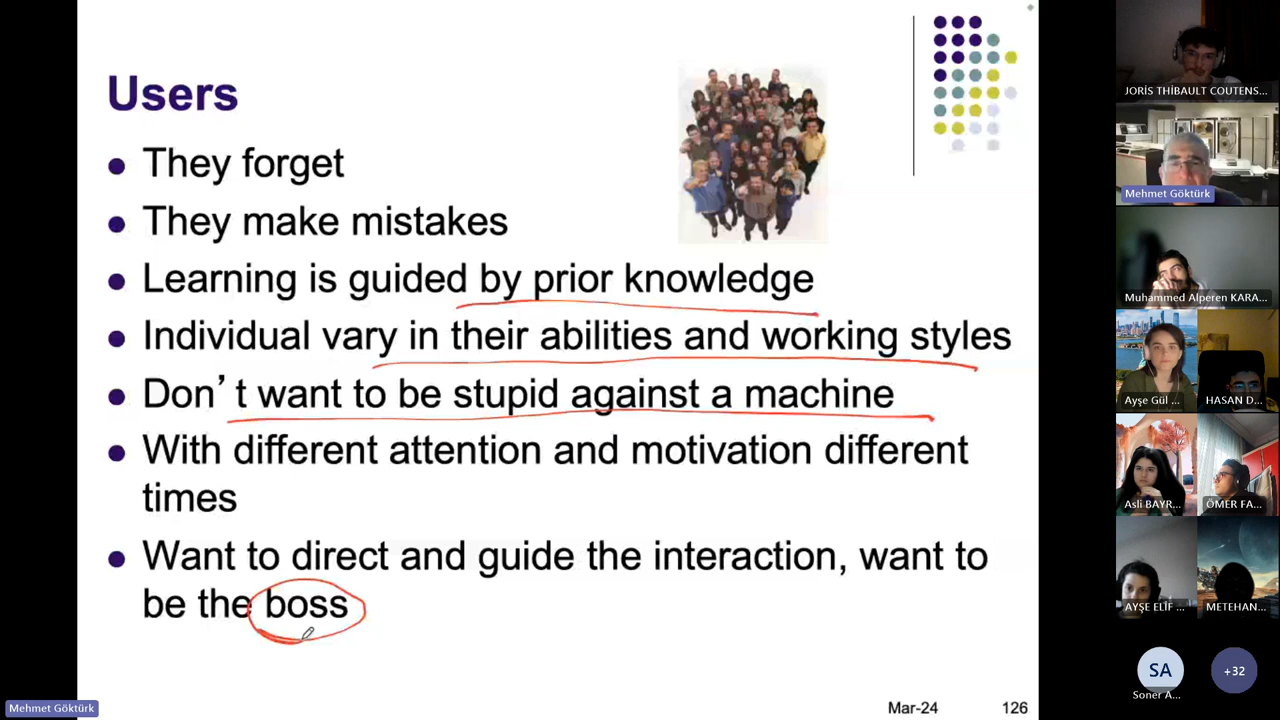 Users
They forget
They make mistakes
Learning is guided by prior knowledge
Individual vary in their abilities and working styles
Don't want to be stupid against a machine
With different attention and motivation different
times
Want to direct and guide the interaction, want to
be the boss
Mar-24
126
Mehmet Göktürk
JORİS THİBAULT COUTENS...
Mehmet Göktürk
Muhammed Alperen KARA...
Ayşe Gül ...
HASAN D...
Asli BAYR...
ÖMER FA...
AYŞE ELİF ...
METEHAN...
SA
Soner A...
+32